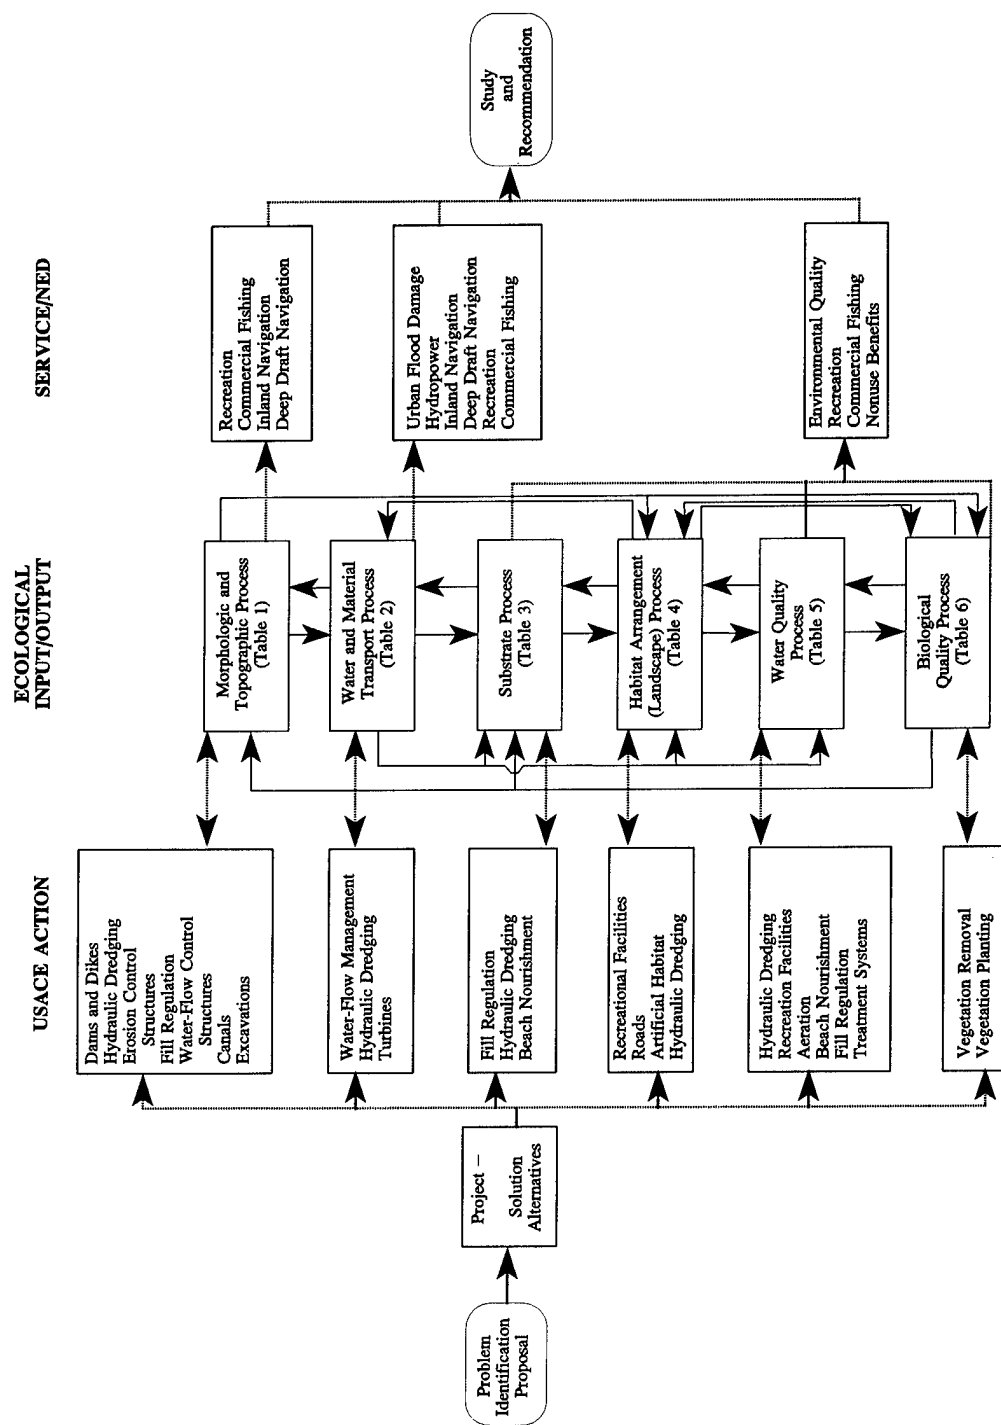 USACE ACTION
ECOLOGICAL
INPUT/OUTPUT
SERVICE/NED
Problem
Identification
Proposal
Project –
Solution
Alternatives
Dams and Dikes
Hydraulic Dredging
Erosion Control
Structures
Fill Regulation
Water-Flow Control
Structures
Canals
Excavations
Water-Flow Management
Hydraulic Dredging
Turbines
Fill Regulation
Hydraulic Dredging
Beach Nourishment
Recreational Facilities
Roads
Artificial Habitat
Hydraulic Dredging
Hydraulic Dredging
Recreation Facilities
Aeration
Beach Nourishment
Fill Regulation
Treatment Systems
Vegetation Removal
Vegetation Planting
Morphologic and
Topographic Process
(Table 1)
Water and Material
Transport Process
(Table 2)
Substrate Process
(Table 3)
Habitat Arrangement
(Landscape) Process
(Table 4)
Water Quality
Process
(Table 5)
Biological
Quality Process
(Table 6)
Recreation
Commercial Fishing
Inland Navigation
Deep Draft Navigation
Urban Flood Damage
Hydropower
Inland Navigation
Deep Draft Navigation
Recreation
Commercial Fishing
Environmental Quality
Recreation
Commercial Fishing
Nonuse Benefits
Study
and
Recommendation